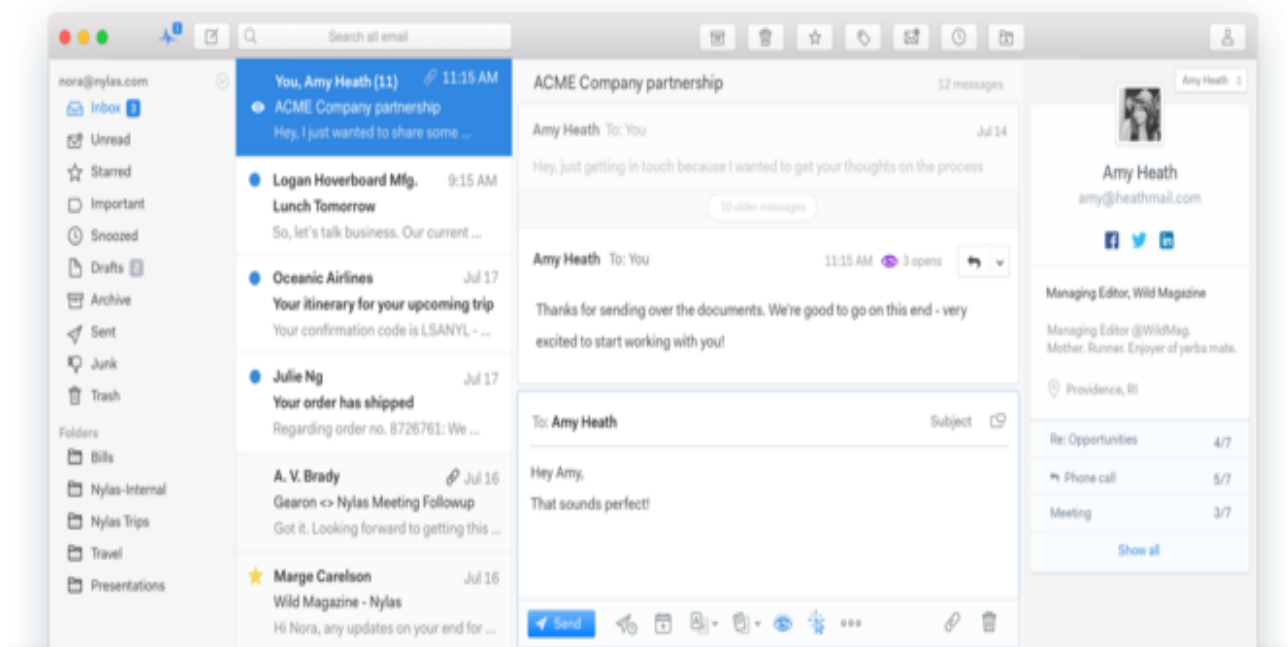 1
Search all email
nora@nylas.com
Inbox 3
Unread
Starred
Important
Snoozed
Drafts 2
Archive
Sent
Junk
Trash
Folders
Bills
Nylas-Internal
Nylas Trips
Travel
Presentations
You, Amy Heath (11) 11:15 AM
ACME Company partnership
Hey, I just wanted to share some ...
Logan Hoverboard Mfg. 9:15 AM
Lunch Tomorrow
So, let's talk business. Our current ...
Oceanic Airlines Jul 17
Your itinerary for your upcoming trip
Your confirmation code is LSANYL - ...
Julie Ng Jul 17
Your order has shipped
Regarding order no. 8726761: We ...
A. V. Brady Jul 16
Gearon <> Nylas Meeting Followup
Got it. Looking forward to getting this ...
Marge Carelson Jul 16
Wild Magazine - Nylas
Hi Nora, any updates on your end for ...
ACME Company partnership 12 messages
Amy Heath To: You Jul 14
Hey, just getting in touch because I wanted to get your thoughts on the process
10 older messages
Amy Heath To: You 11:15 AM 3 opens
Thanks for sending over the documents. We're good to go on this end - very
excited to start working with you!
To: Amy Heath Subject
Hey Amy,
That sounds perfect!
Send
Amy Heath
Amy Heath
amy@heathmail.com
Managing Editor, Wild Magazine
Managing Editor @WildMag.
Mother. Runner. Enjoyer of yerba mate.
Providence, RI
Re: Opportunities 4/7
Phone call 5/7
Meeting 3/7
Show all